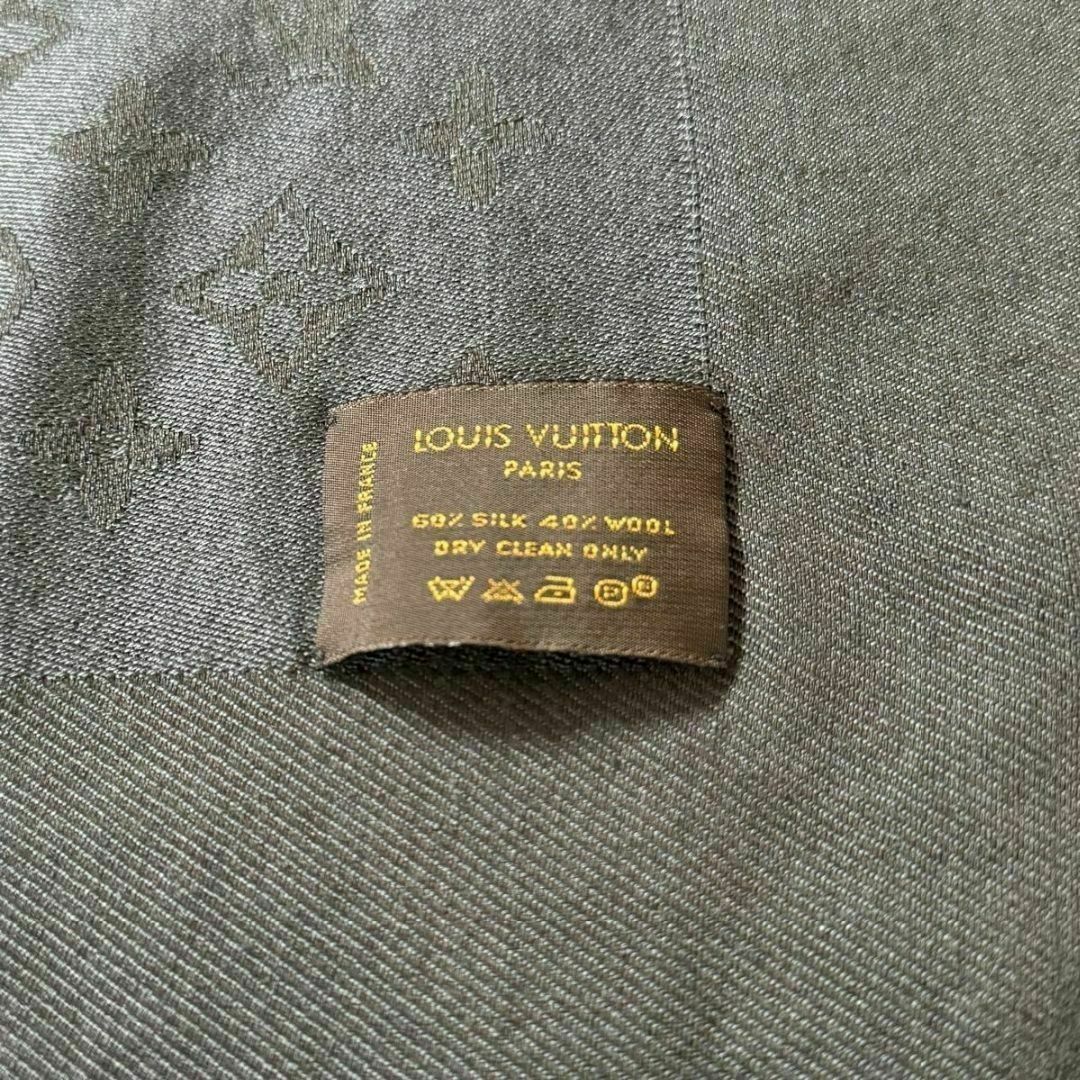 LOUIS VUITTON
PARIS
60% SILK 40% WOOL
DRY CLEAN ONLY
MADE IN FRANCE